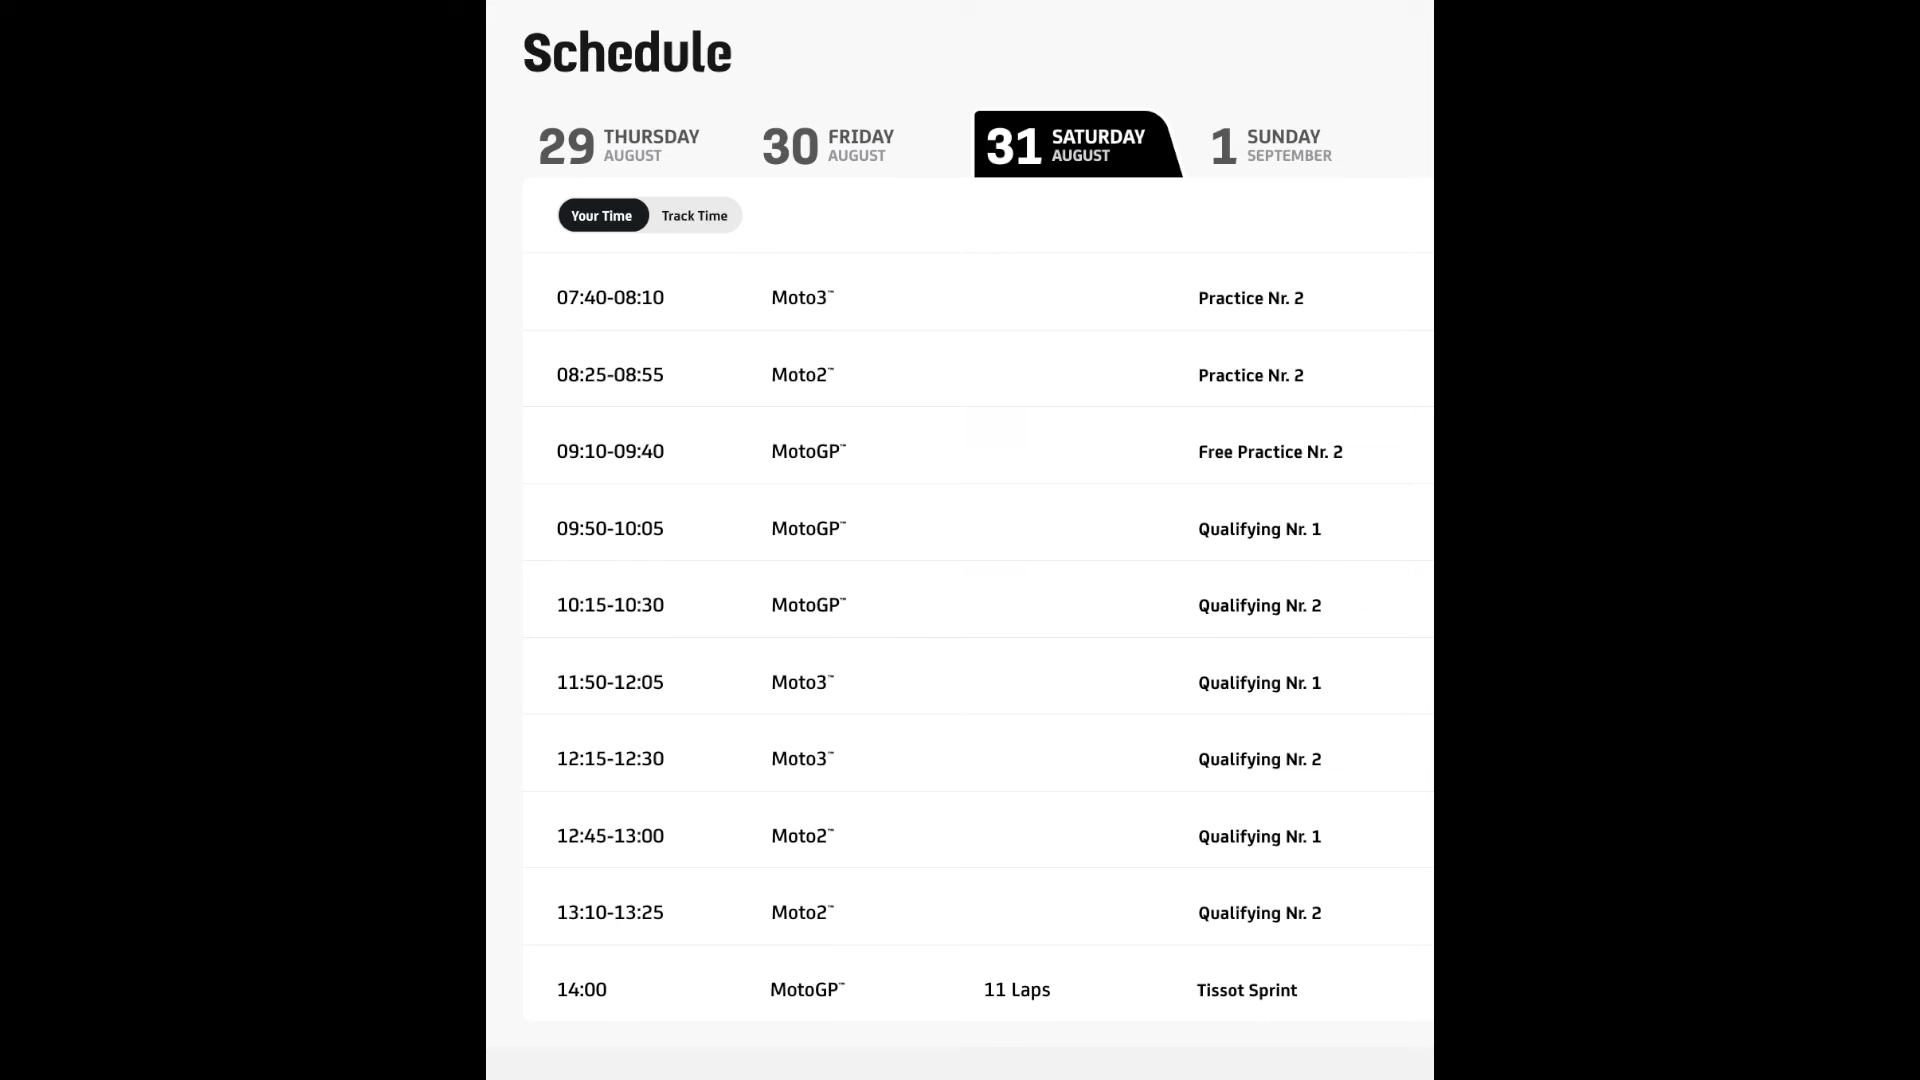 Schedule
29 THURSDAY AUGUST 30 FRIDAY AUGUST 31 SATURDAY AUGUST 1 SUNDAY SEPTEMBER
Your Time Track Time
07:40-08:10 Moto3™ Practice Nr. 2
08:25-08:55 Moto2™ Practice Nr. 2
09:10-09:40 MotoGP™ Free Practice Nr. 2
09:50-10:05 MotoGP™ Qualifying Nr. 1
10:15-10:30 MotoGP™ Qualifying Nr. 2
11:50-12:05 Moto3™ Qualifying Nr. 1
12:15-12:30 Moto3™ Qualifying Nr. 2
12:45-13:00 Moto2™ Qualifying Nr. 1
13:10-13:25 Moto2™ Qualifying Nr. 2
14:00 MotoGP™ 11 Laps Tissot Sprint